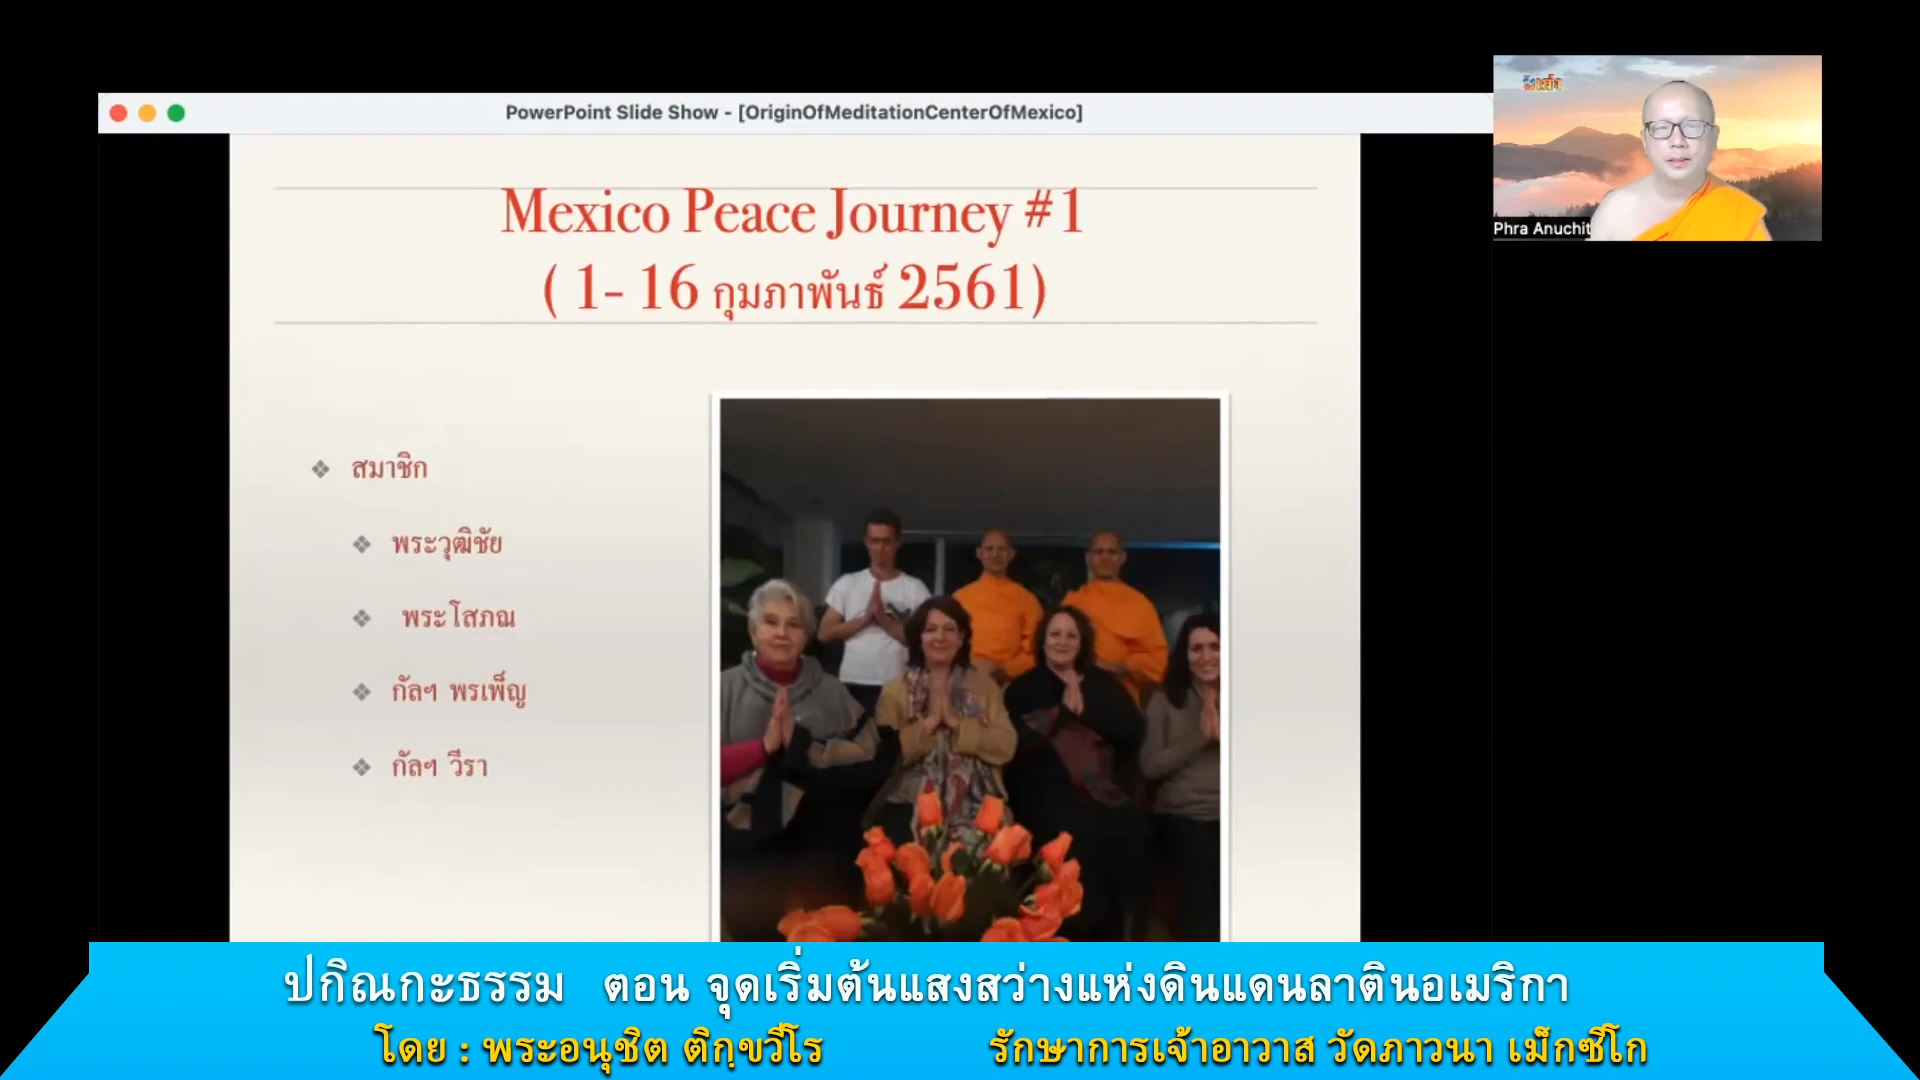 PowerPoint Slide Show - [OriginOfMeditationCenterOfMexico]
Phra Anuchit
Mexico Peace Journey #1
( 1- 16 กุมภาพันธ์ 2561)
สมาชิก
พระวุฒิชัย
พระโสภณ
กัลฯ พรเพ็ญ
กัลฯ วีรา
ปกิณกะธรรม ตอน จุดเริ่มต้นแสงสว่างแห่งดินแดนลาตินอเมริกา
โดย : พระอนุชิต ติกฺขวีโร รักษาการเจ้าอาวาส วัดภาวนา เม็กซิโก